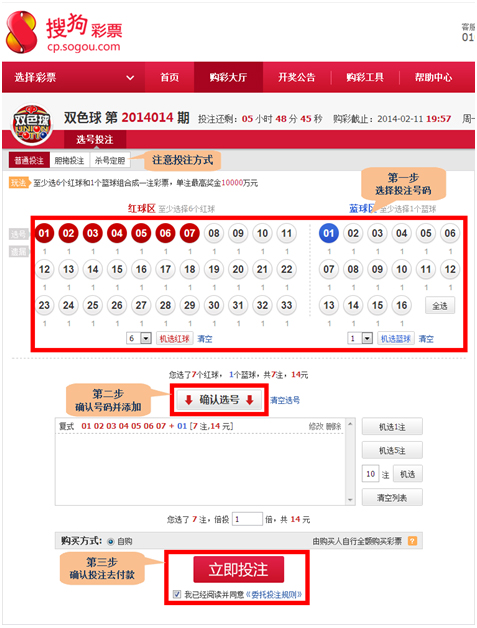 搜狗彩票
cp.sogou.com
客服
01
选择彩票 首页 购彩大厅 开奖公告 购彩工具 帮助中心
双色球 UNION LOTTO 双色球 第 2014014 期 投注还剩: 05 小时 48 分 45 秒 购彩截止: 2014-02-11 19:57 周一
选号投注
普通投注 胆拖投注 杀号定胆 注意投注方式
玩法 至少选6个红球和1个蓝球组合成一注彩票,单注最高奖金10000万元
第一步
选择投注号码
红球区 至少选择6个红球 蓝球区 至少选择1个蓝球
选号 01 02 03 04 05 06 07 08 09 10 11 01 02 03 04 05 06
1 1 1 1 1 1 1 1 1 1 1 1 1 1 1 1 1
12 13 14 15 16 17 18 19 20 21 22 07 08 09 10 11 12
1 1 1 1 1 1 1 1 1 1 1 1 1 1 1 1 1
23 24 25 26 27 28 29 30 31 32 33 13 14 15 16 全选
1 1 1 1 1 1 1 1 1 1 1 1 1 1 1
6 机选红球 清空 1 机选蓝球 清空
您选了7个红球, 1个蓝球, 共7注, 14元
第二步
确认号码并添加
确认选号 清空选号
复式 01 02 03 04 05 06 07 + 01 [7 注,14 元] 修改 删除
机选1注
机选5注
10 注 机选
清空列表
您选了 7 注, 倍投 1 倍, 共 14 元
购买方式: 自购 由购买人自行全额购买彩票 ?
第三步
确认投注去付款
立即投注
我已经阅读并同意《委托投注规则》